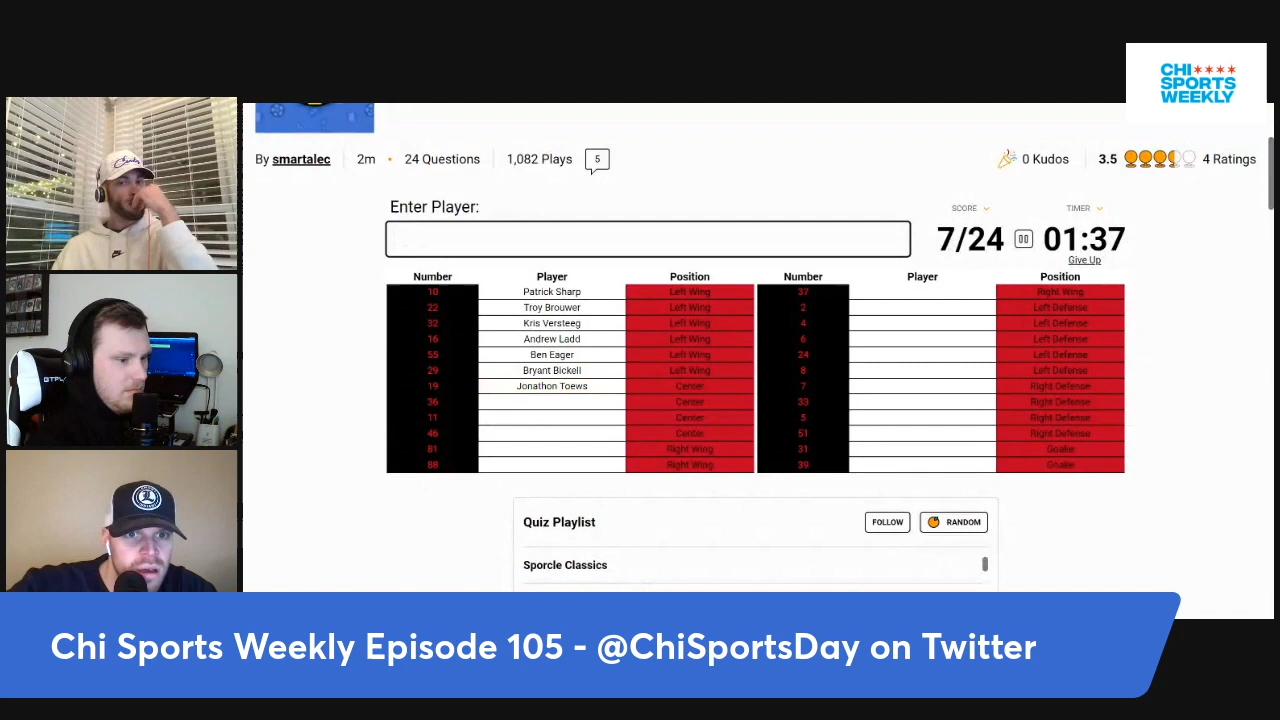 CHI
SPORTS
WEEKLY
By smartalec 2m • 24 Questions 1,082 Plays 5 0 Kudos 3.5 4 Ratings
Enter Player:
SCORE TIMER
7/24 01:37
Give Up
Number Player Position Number Player Position
10 Patrick Sharp Left Wing 37 Right Wing
22 Troy Brouwer Left Wing 2 Left Defense
32 Kris Versteeg Left Wing 4 Left Defense
16 Andrew Ladd Left Wing 6 Left Defense
55 Ben Eager Left Wing 24 Left Defense
29 Bryant Bickell Left Wing 8 Left Defense
19 Jonathon Toews Center 7 Right Defense
36 Center 33 Right Defense
11 Center 5 Right Defense
46 Center 51 Right Defense
81 Right Wing 31 Goalie
88 Right Wing 39 Goalie
Quiz Playlist FOLLOW RANDOM
Sporcle Classics
Chi Sports Weekly Episode 105 - @ChiSportsDay on Twitter